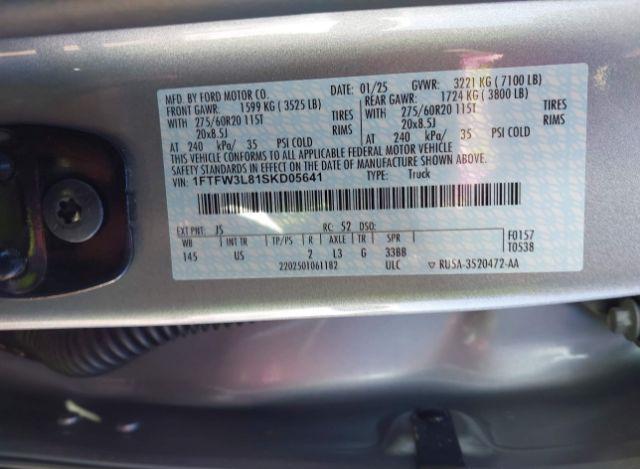 MFD. BY FORD MOTOR CO.
DATE: 01/25 GVWR: 3221 KG ( 7100 LB)
FRONT GAWR: 1599 KG ( 3525 LB) REAR GAWR: 1724 KG ( 3800 LB)
WITH 275/60R20 115T TIRES WITH 275/60R20 115T TIRES
20x8.5J RIMS 20x8.5J RIMS
AT 240 kPa/ 35 PSI COLD AT 240 kPa/ 35 PSI COLD
THIS VEHICLE CONFORMS TO ALL APPLICABLE FEDERAL MOTOR VEHICLE SAFETY AND
THEFT PREVENTION STANDARDS IN EFFECT ON THE DATE OF MANUFACTURE SHOWN ABOVE.
VIN: 1FTFW3L81SKD05641 TYPE: Truck
EXT PNT: JS RC: 52 DSO: F0157
WB INT TR TP/PS R AXLE TR SPR T0538
145 US 2 L3 G 33BB
2202501061182 ULC ▽ RU5A-3520472-AA